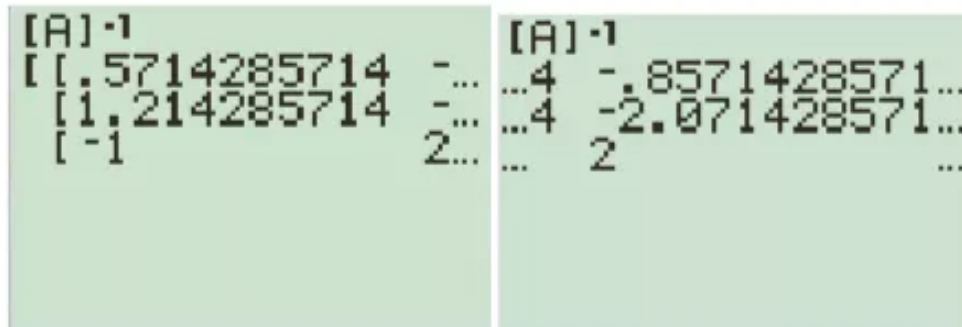 [A]⁻¹
[[.5714285714 ⁻…
[1.214285714 ⁻…
[⁻1 2…
[A]⁻¹
…4 ⁻.8571428571…
…4 ⁻2.071428571…
… 2 …